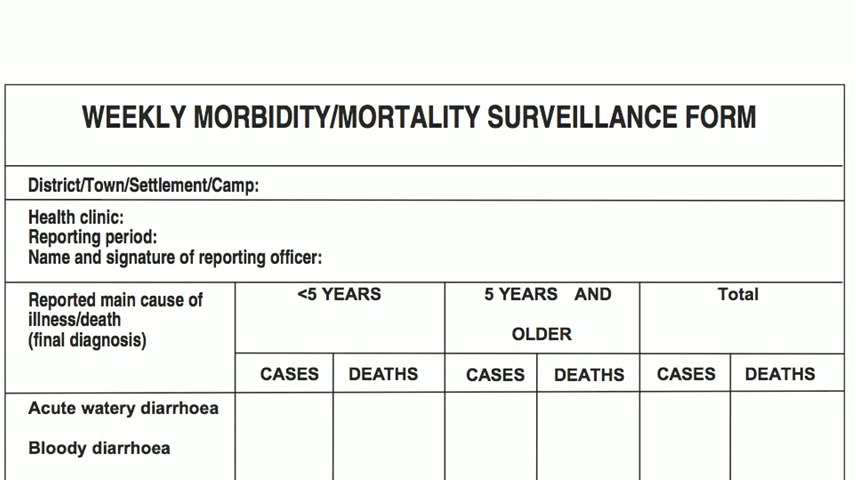 WEEKLY MORBIDITY/MORTALITY SURVEILLANCE FORM
District/Town/Settlement/Camp:
Health clinic:
Reporting period:
Name and signature of reporting officer:
Reported main cause of
illness/death
(final diagnosis)
<5 YEARS
5 YEARS AND
OLDER
Total
CASES DEATHS CASES DEATHS CASES DEATHS
Acute watery diarrhoea
Bloody diarrhoea